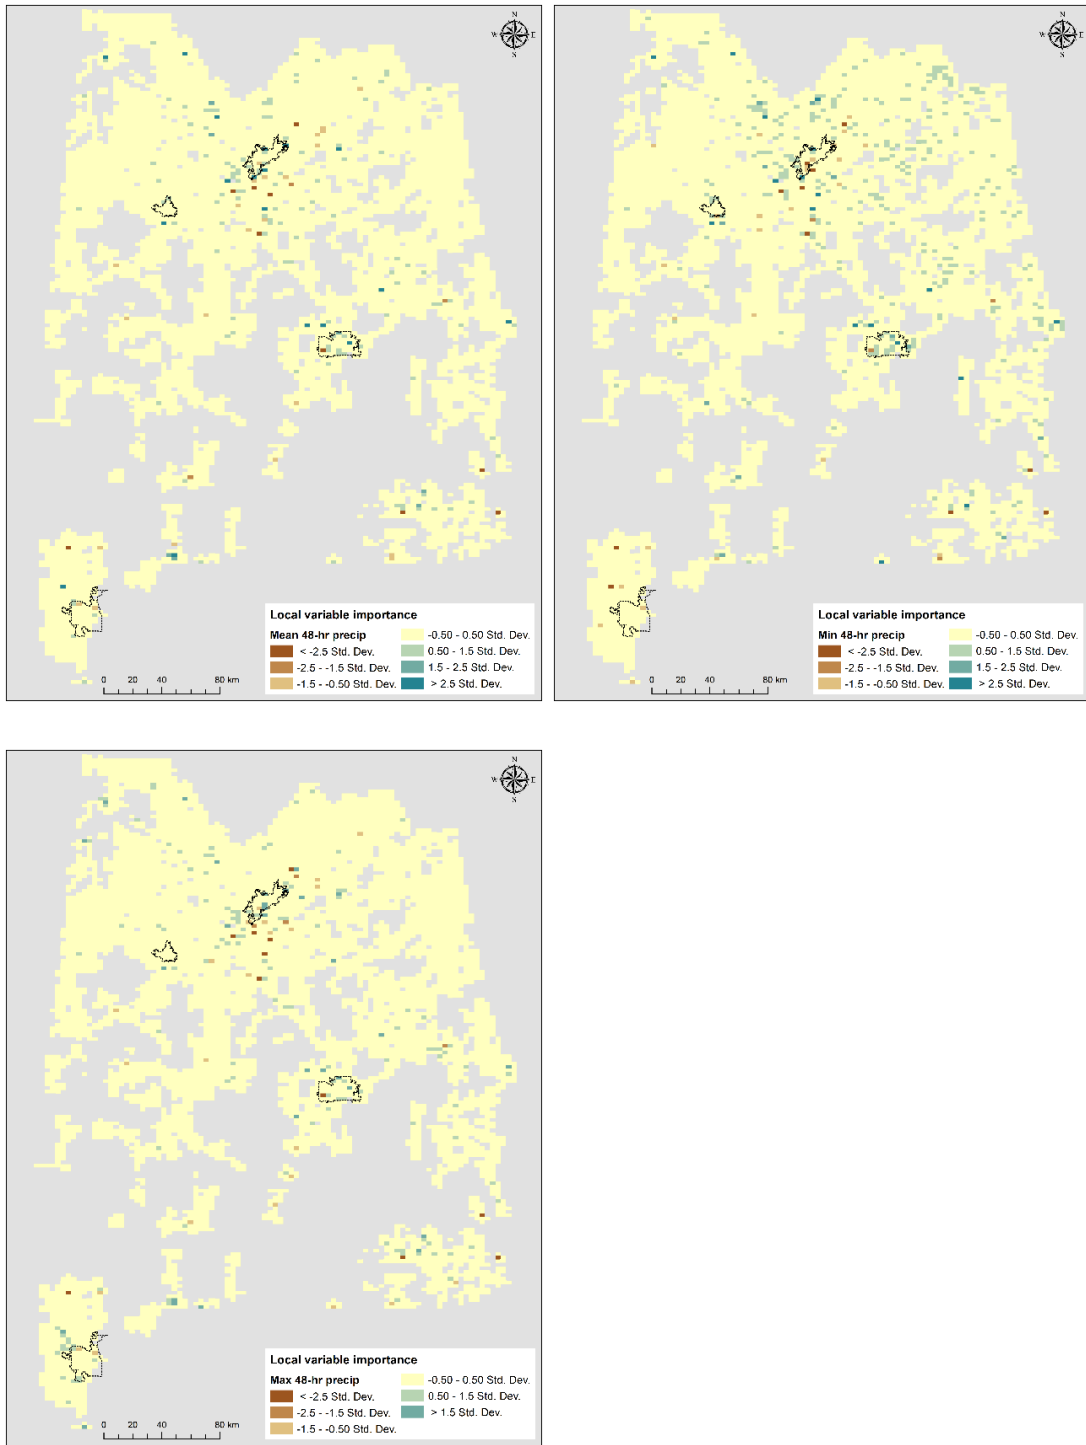 N
W E
S
Local variable importance
Mean 48-hr precip
< -2.5 Std. Dev.
-2.5 - -1.5 Std. Dev.
-1.5 - -0.50 Std. Dev.
-0.50 - 0.50 Std. Dev.
0.50 - 1.5 Std. Dev.
1.5 - 2.5 Std. Dev.
> 2.5 Std. Dev.
0 20 40 80 km
N
W E
S
Local variable importance
Min 48-hr precip
< -2.5 Std. Dev.
-2.5 - -1.5 Std. Dev.
-1.5 - -0.50 Std. Dev.
-0.50 - 0.50 Std. Dev.
0.50 - 1.5 Std. Dev.
1.5 - 2.5 Std. Dev.
> 2.5 Std. Dev.
0 20 40 80 km
N
W E
S
Local variable importance
Max 48-hr precip
< -2.5 Std. Dev.
-2.5 - -1.5 Std. Dev.
-1.5 - -0.50 Std. Dev.
-0.50 - 0.50 Std. Dev.
0.50 - 1.5 Std. Dev.
> 1.5 Std. Dev.
0 20 40 80 km